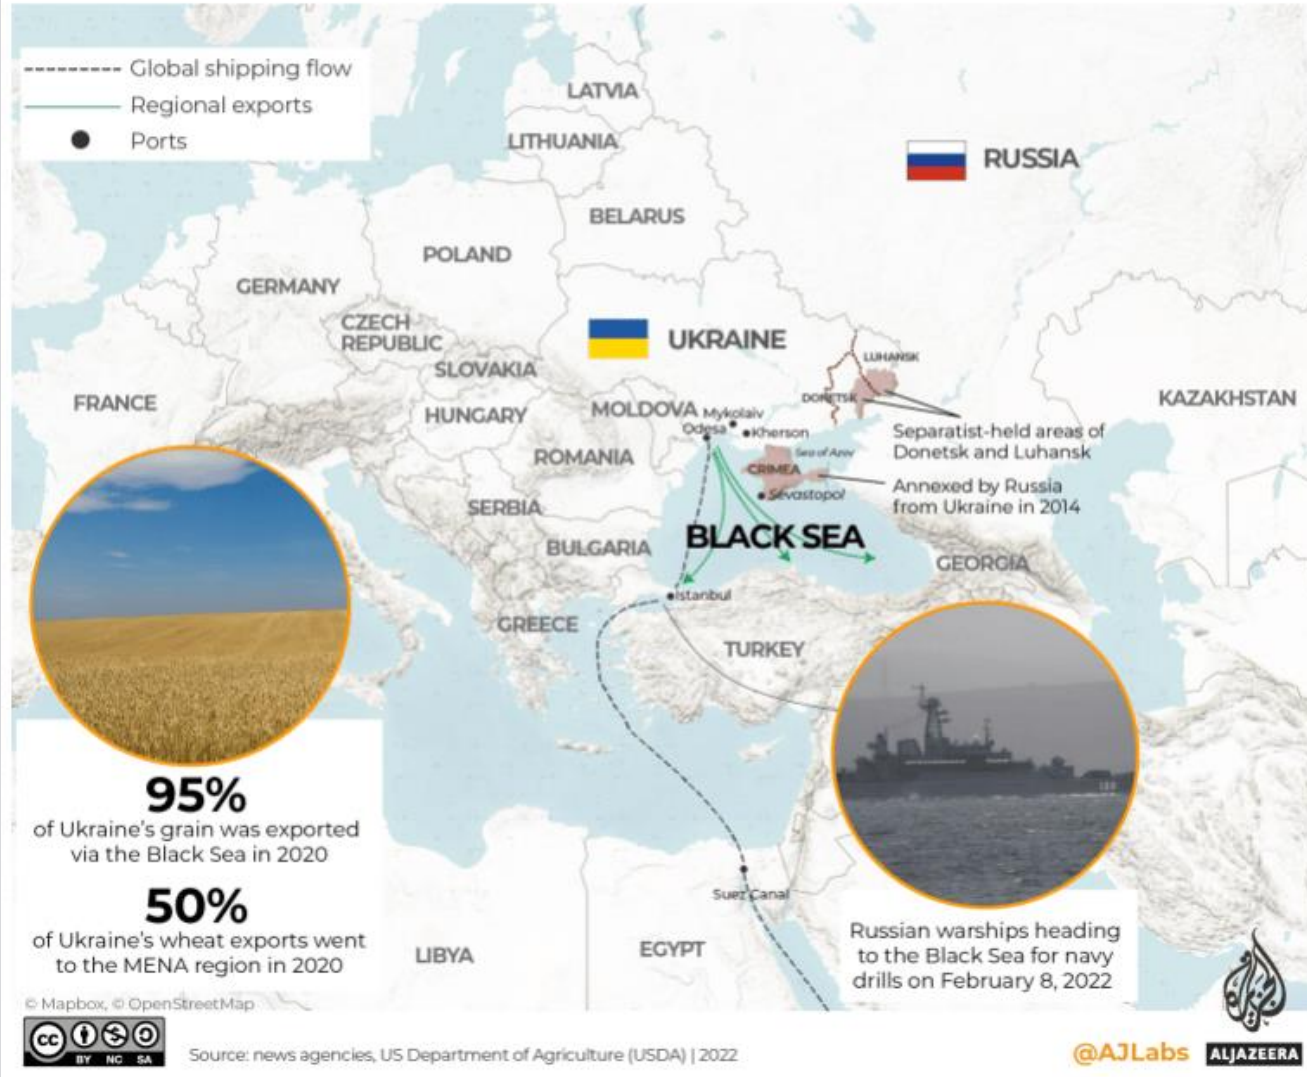 Global shipping flow
Regional exports
Ports
LATVIA
LITHUANIA
RUSSIA
BELARUS
POLAND
GERMANY
CZECH
REPUBLIC
UKRAINE
SLOVAKIA
LUHANSK
FRANCE
HUNGARY
MOLDOVA
DONETSK
KAZAKHSTAN
Mykolaiv
Odesa
Kherson
Separatist-held areas of
Donetsk and Luhansk
ROMANIA
Sea of Azov
CRIMEA
Sevastopol
Annexed by Russia
from Ukraine in 2014
SERBIA
BLACK SEA
BULGARIA
GEORGIA
Istanbul
GREECE
TURKEY
95%
of Ukraine's grain was exported
via the Black Sea in 2020
50%
of Ukraine's wheat exports went
to the MENA region in 2020
Suez Canal
LIBYA
EGYPT
Russian warships heading
to the Black Sea for navy
drills on February 8, 2022
© Mapbox, © OpenStreetMap
cc BY NC SA
Source: news agencies, US Department of Agriculture (USDA) | 2022
@AJLabs
ALJAZEERA